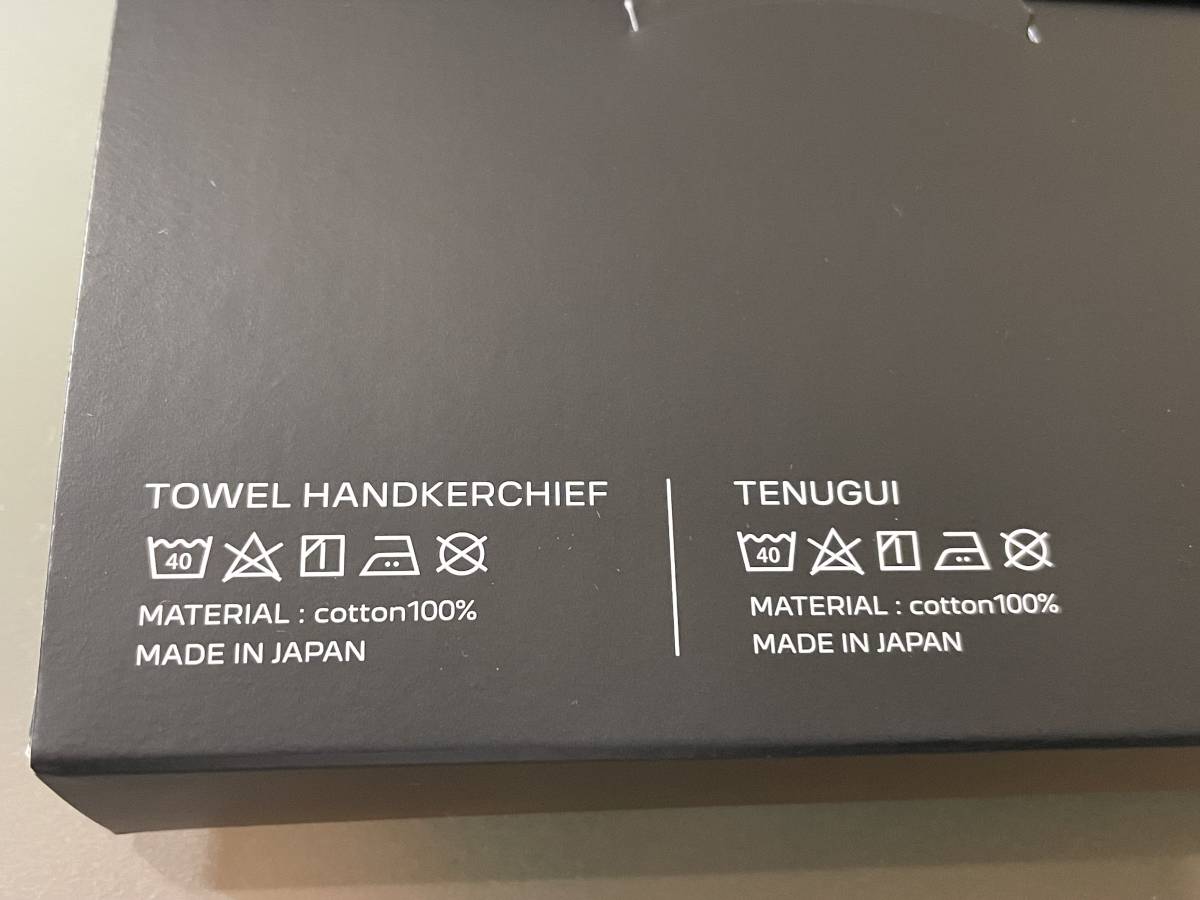 TOWEL HANDKERCHIEF
40
MATERIAL : cotton100%
MADE IN JAPAN
TENUGUI
40
MATERIAL : cotton100%
MADE IN JAPAN